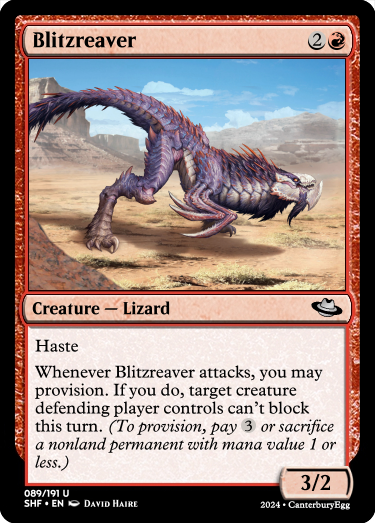 Blitzreaver 2
Creature — Lizard
Haste
Whenever Blitzreaver attacks, you may
provision. If you do, target creature
defending player controls can't block
this turn. (To provision, pay 3 or sacrifice
a nonland permanent with mana value 1 or
less.)
3/2
089/191 U
SHF • EN David Haire
2024 • CanterburyEgg